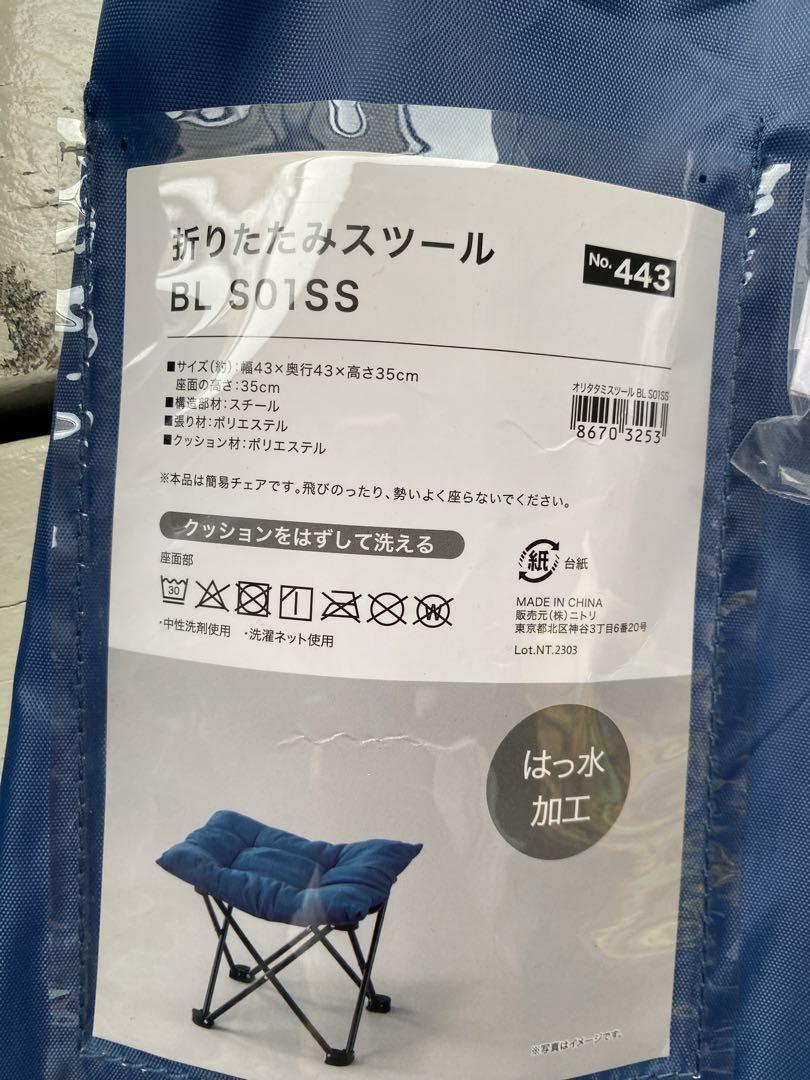 折りたたみスツール
BL S01SS
No.443
■サイズ(約):幅43×奥行43×高さ35cm
座面の高さ:35cm
■構造部材:スチール
■張り材:ポリエステル
■クッション材:ポリエステル
オリタタミスツール BL S01SS
8670 3253
※本品は簡易チェアです。飛びのったり、勢いよく座らないでください。
クッションをはずして洗える
座面部
30
W
・中性洗剤使用 ・洗濯ネット使用
紙 台紙
MADE IN CHINA
販売元(株)ニトリ
東京都北区神谷3丁目6番20号
Lot.NT.2303
はっ水
加工
※写真はイメージです。